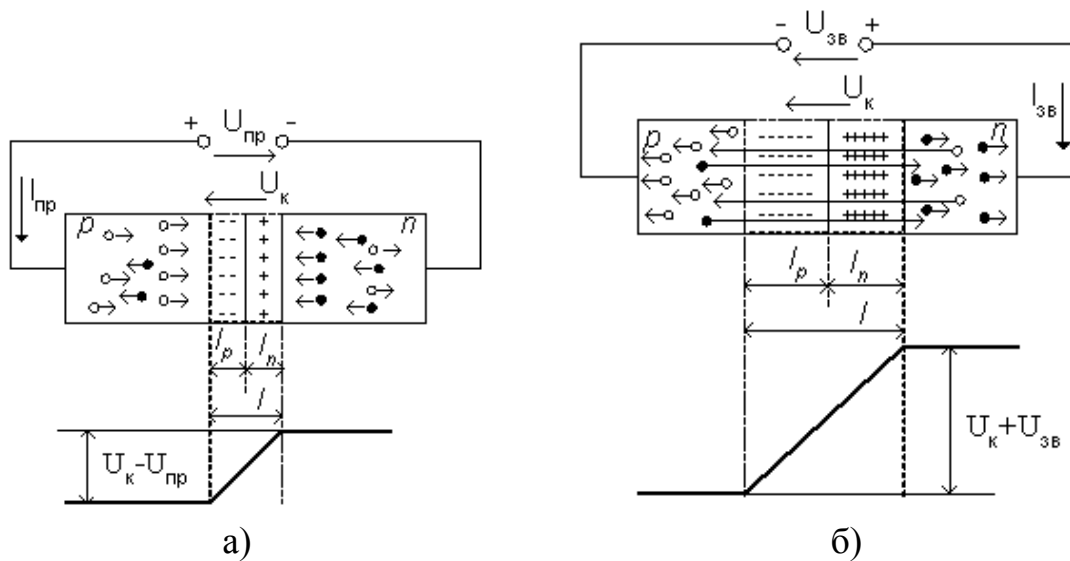 + Uпр −
Uк
Iпр
p n
lp ln
l
Uк−Uпр
а)
− Uзв +
Uк
Iзв
p n
lp ln
l
Uк+Uзв
б)